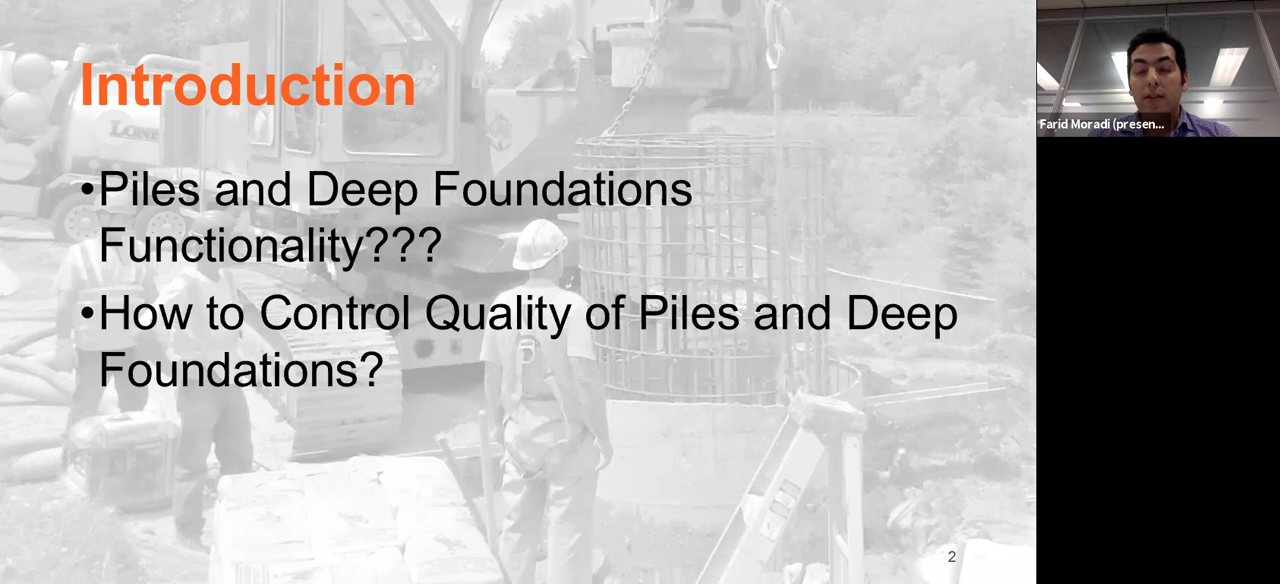 Introduction
•Piles and Deep Foundations
Functionality???
•How to Control Quality of Piles and Deep
Foundations?
2
Farid Moradi (presen...